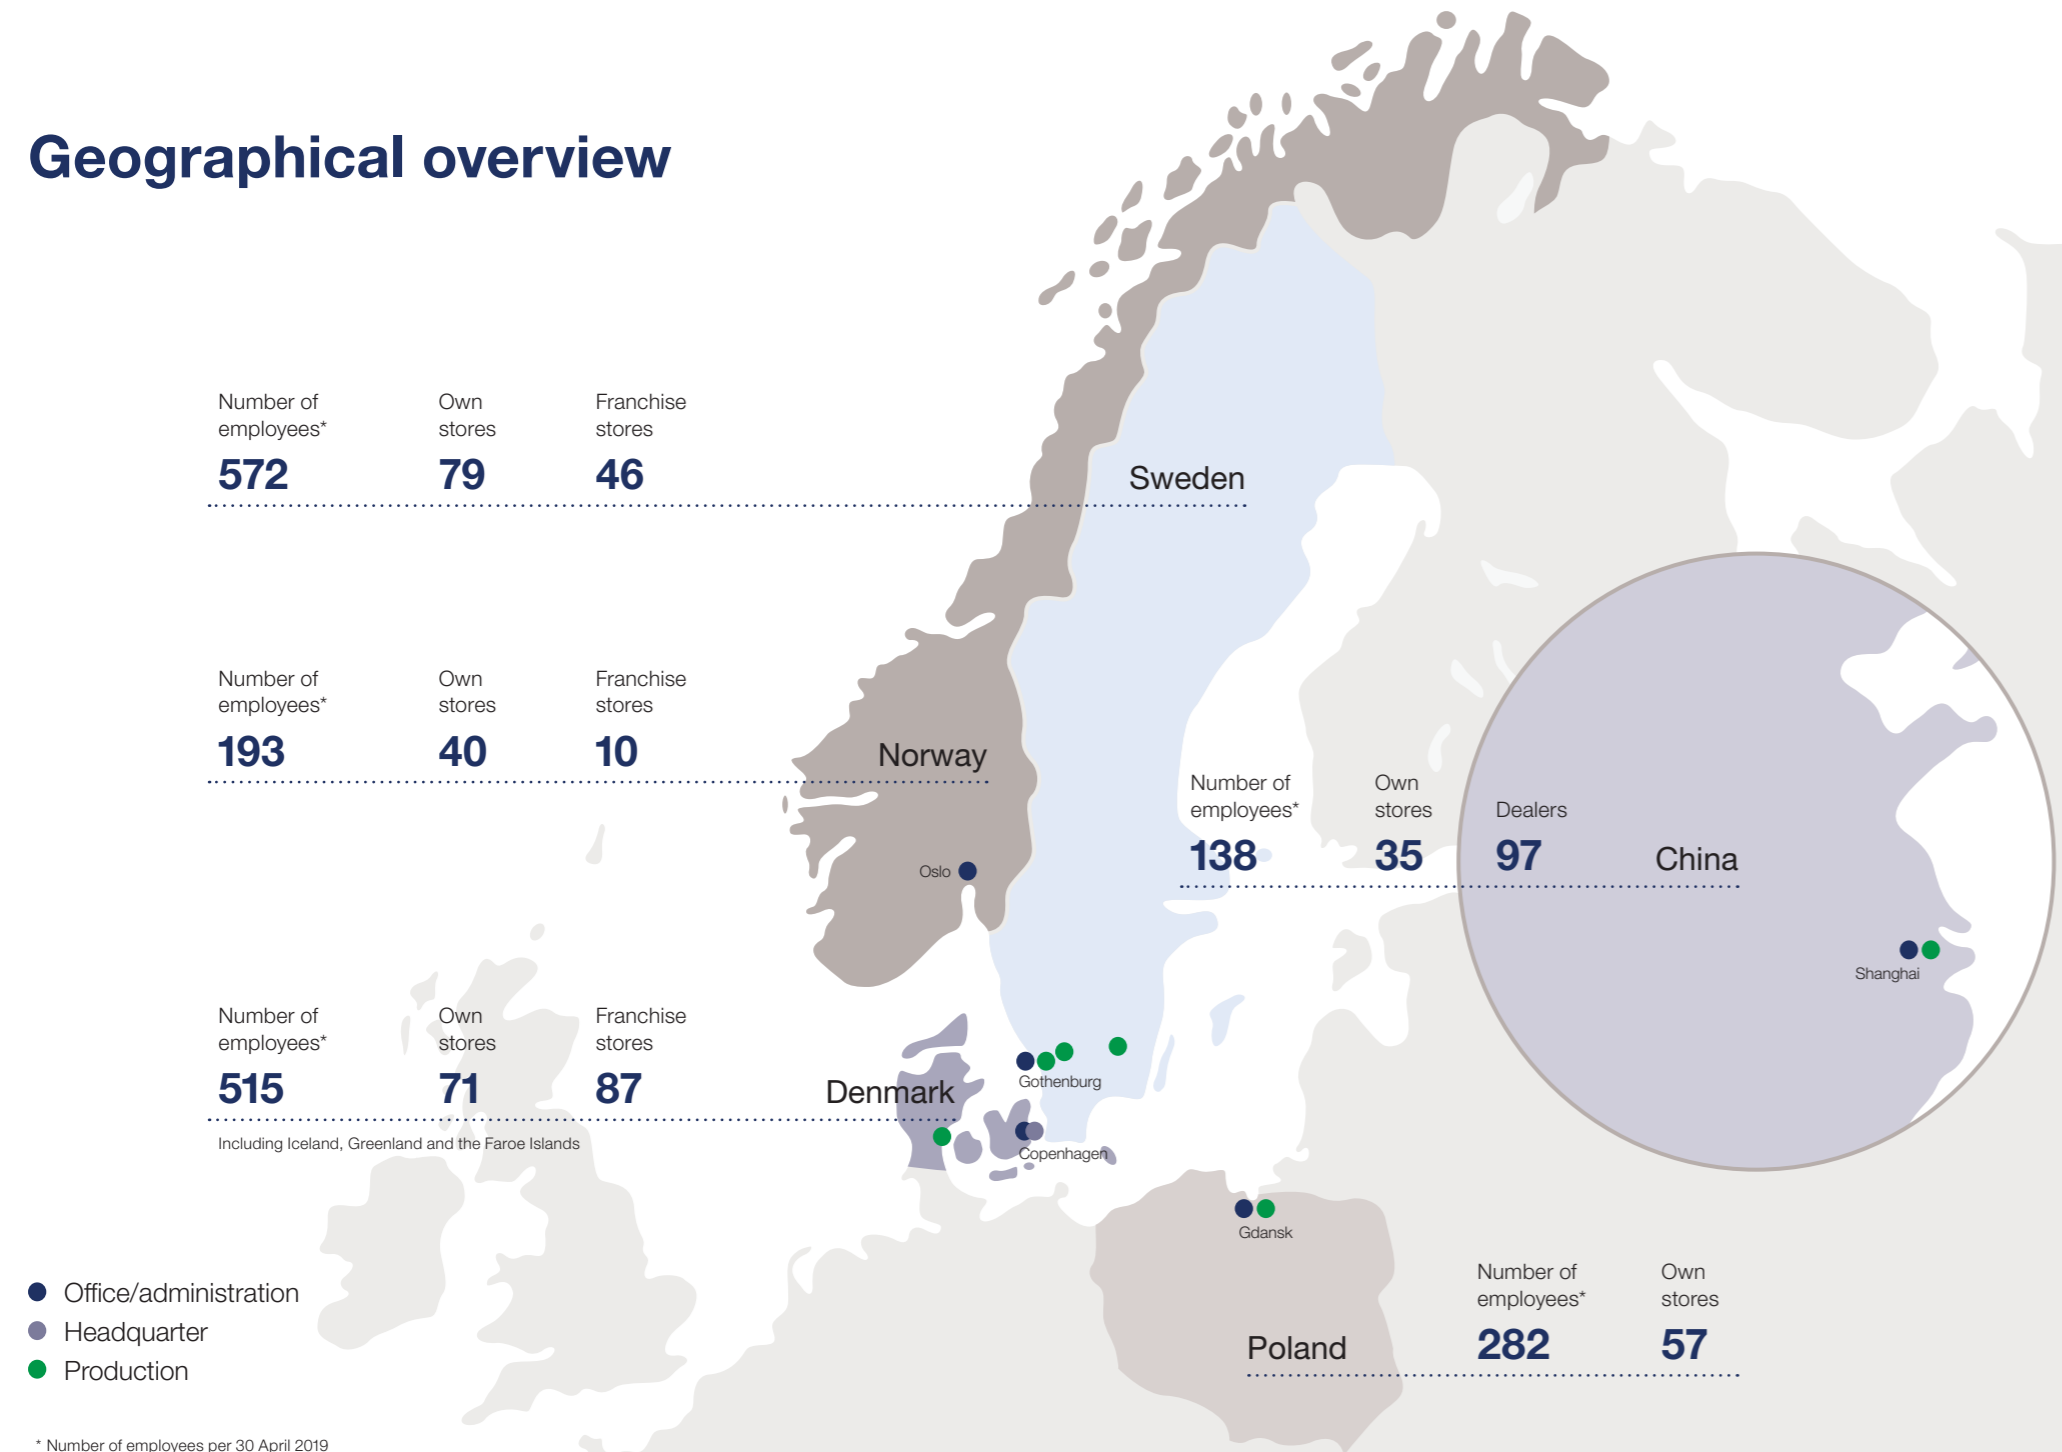 Geographical overview
Number of employees*
Own stores
Franchise stores
572
79
46
Sweden
Number of employees*
Own stores
Franchise stores
193
40
10
Norway
Oslo
Number of employees*
Own stores
Dealers
138
35
97
China
Shanghai
Number of employees*
Own stores
Franchise stores
515
71
87
Denmark
Including Iceland, Greenland and the Faroe Islands
Gothenburg
Copenhagen
Gdansk
Number of employees*
Own stores
282
57
Poland
Office/administration
Headquarter
Production
* Number of employees per 30 April 2019